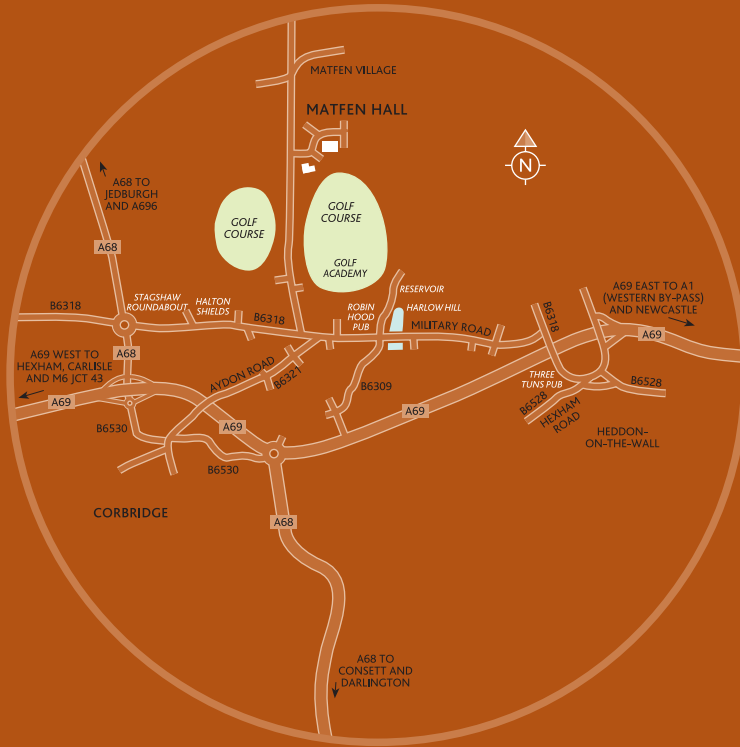 MATFEN VILLAGE
MATFEN HALL
A68 TO
JEDBURGH
AND A696
N
GOLF
COURSE
GOLF
COURSE
GOLF
ACADEMY
A68
A69 EAST TO A1
(WESTERN BY-PASS)
AND NEWCASTLE
RESERVOIR
STAGSHAW
ROUNDABOUT
HALTON
SHIELDS
B6318
B6318
ROBIN
HOOD
PUB
HARLOW HILL
MILITARY ROAD
B6318
A69
A69 WEST TO
HEXHAM, CARLISLE
AND M6 JCT 43
A68
AYDON ROAD
B6321
B6309
THREE
TUNS PUB
B6528
B6528
HEXHAM
ROAD
A69
A69
A69
B6530
B6530
HEDDON-
ON-THE-WALL
CORBRIDGE
A68
A68 TO
CONSETT AND
DARLINGTON